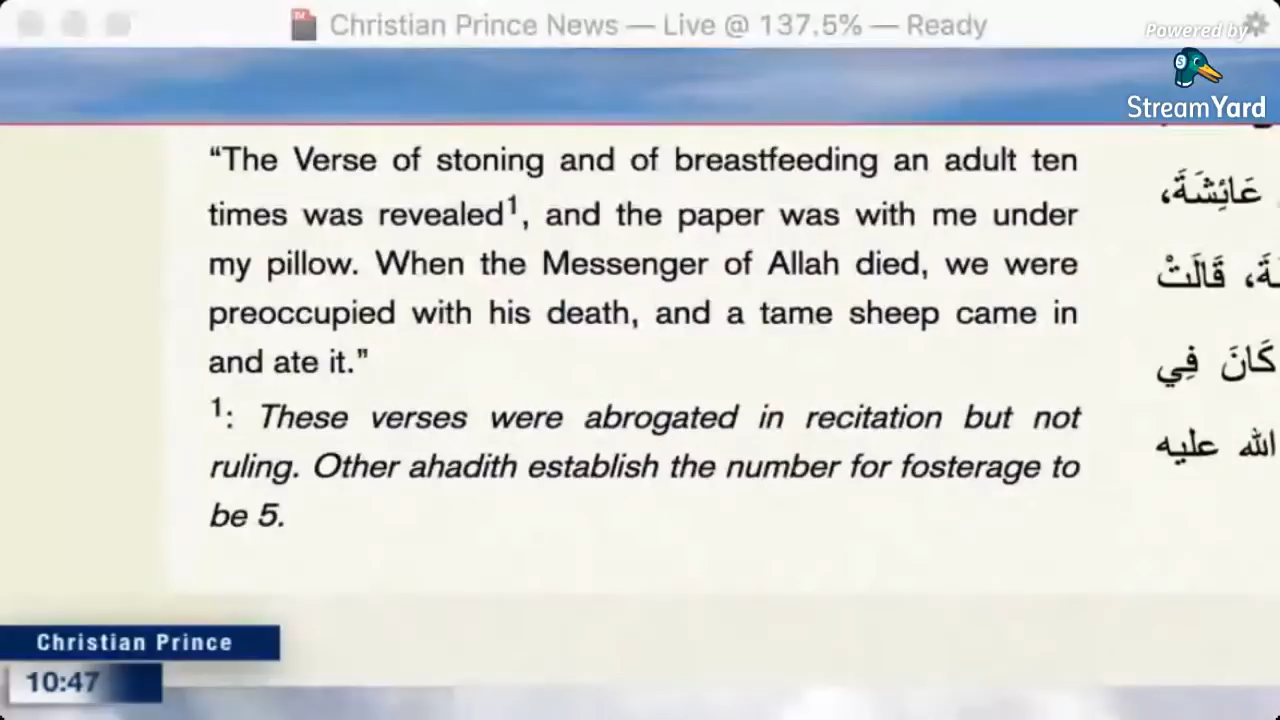 Christian Prince News — Live @ 137.5% — Ready
Powered by
StreamYard
“The Verse of stoning and of breastfeeding an adult ten
times was revealed1, and the paper was with me under
my pillow. When the Messenger of Allah died, we were
preoccupied with his death, and a tame sheep came in
and ate it.”
1: These verses were abrogated in recitation but not
ruling. Other ahadith establish the number for fosterage to
be 5.
عَائِشَةَ،
قَالَتْ
كَانَ فِي
الله عليه
Christian Prince
10:47